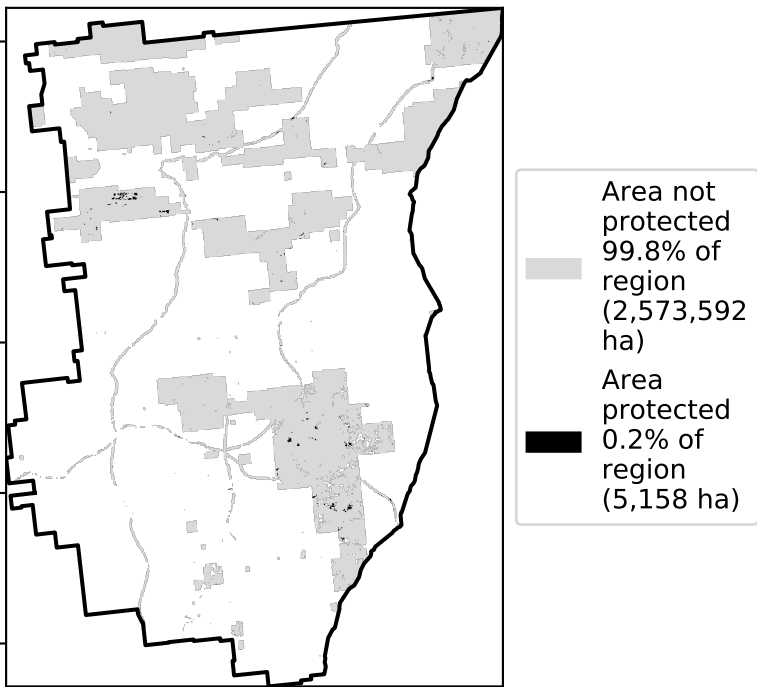 Area not
protected
99.8% of
region
(2,573,592
ha)
Area
protected
0.2% of
region
(5,158 ha)